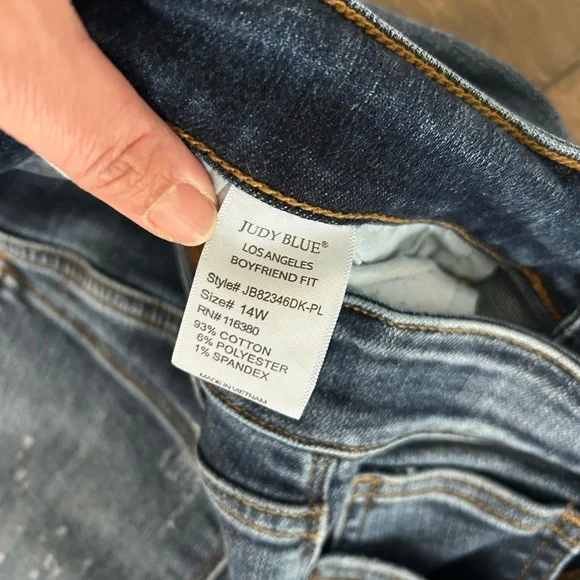 JUDY BLUE®
LOS ANGELES
BOYFRIEND FIT
Style# JB82346DK-PL
Size# 14W
RN# 116380
93% COTTON
6% POLYESTER
1% SPANDEX
MADE IN VIETNAM